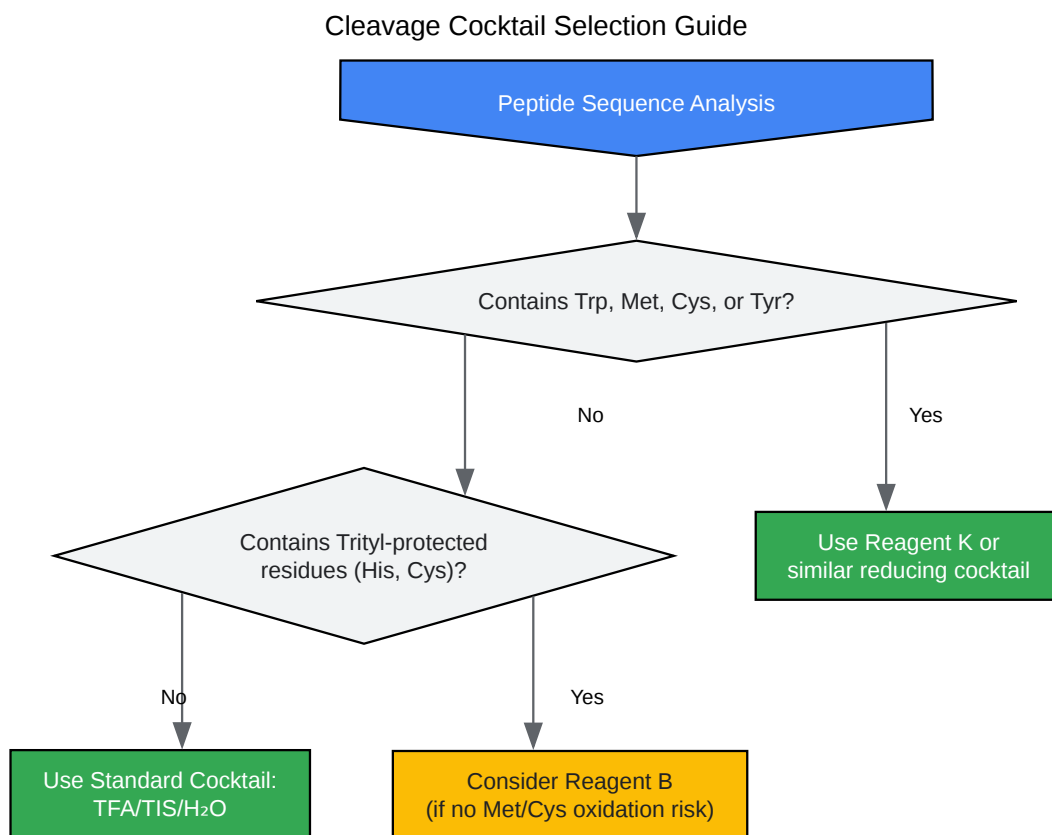 Cleavage Cocktail Selection Guide
Peptide Sequence Analysis
Contains Trp, Met, Cys, or Tyr?
No
Yes
Contains Trityl-protected
residues (His, Cys)?
Use Reagent K or
similar reducing cocktail
No
Yes
Use Standard Cocktail:
TFA/TIS/H₂O
Consider Reagent B
(if no Met/Cys oxidation risk)